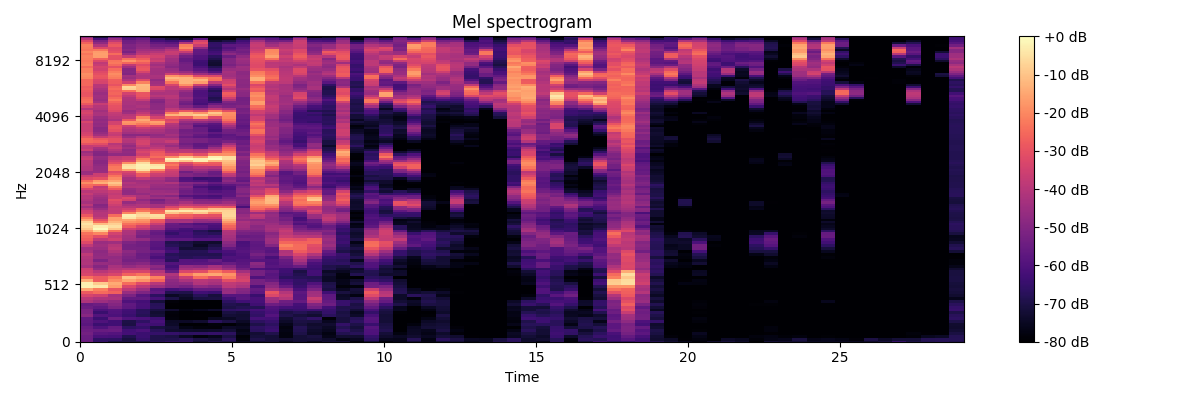 Mel spectrogram
8192
4096
2048
1024
512
0
Hz
0 5 10 15 20 25
Time
+0 dB
-10 dB
-20 dB
-30 dB
-40 dB
-50 dB
-60 dB
-70 dB
-80 dB